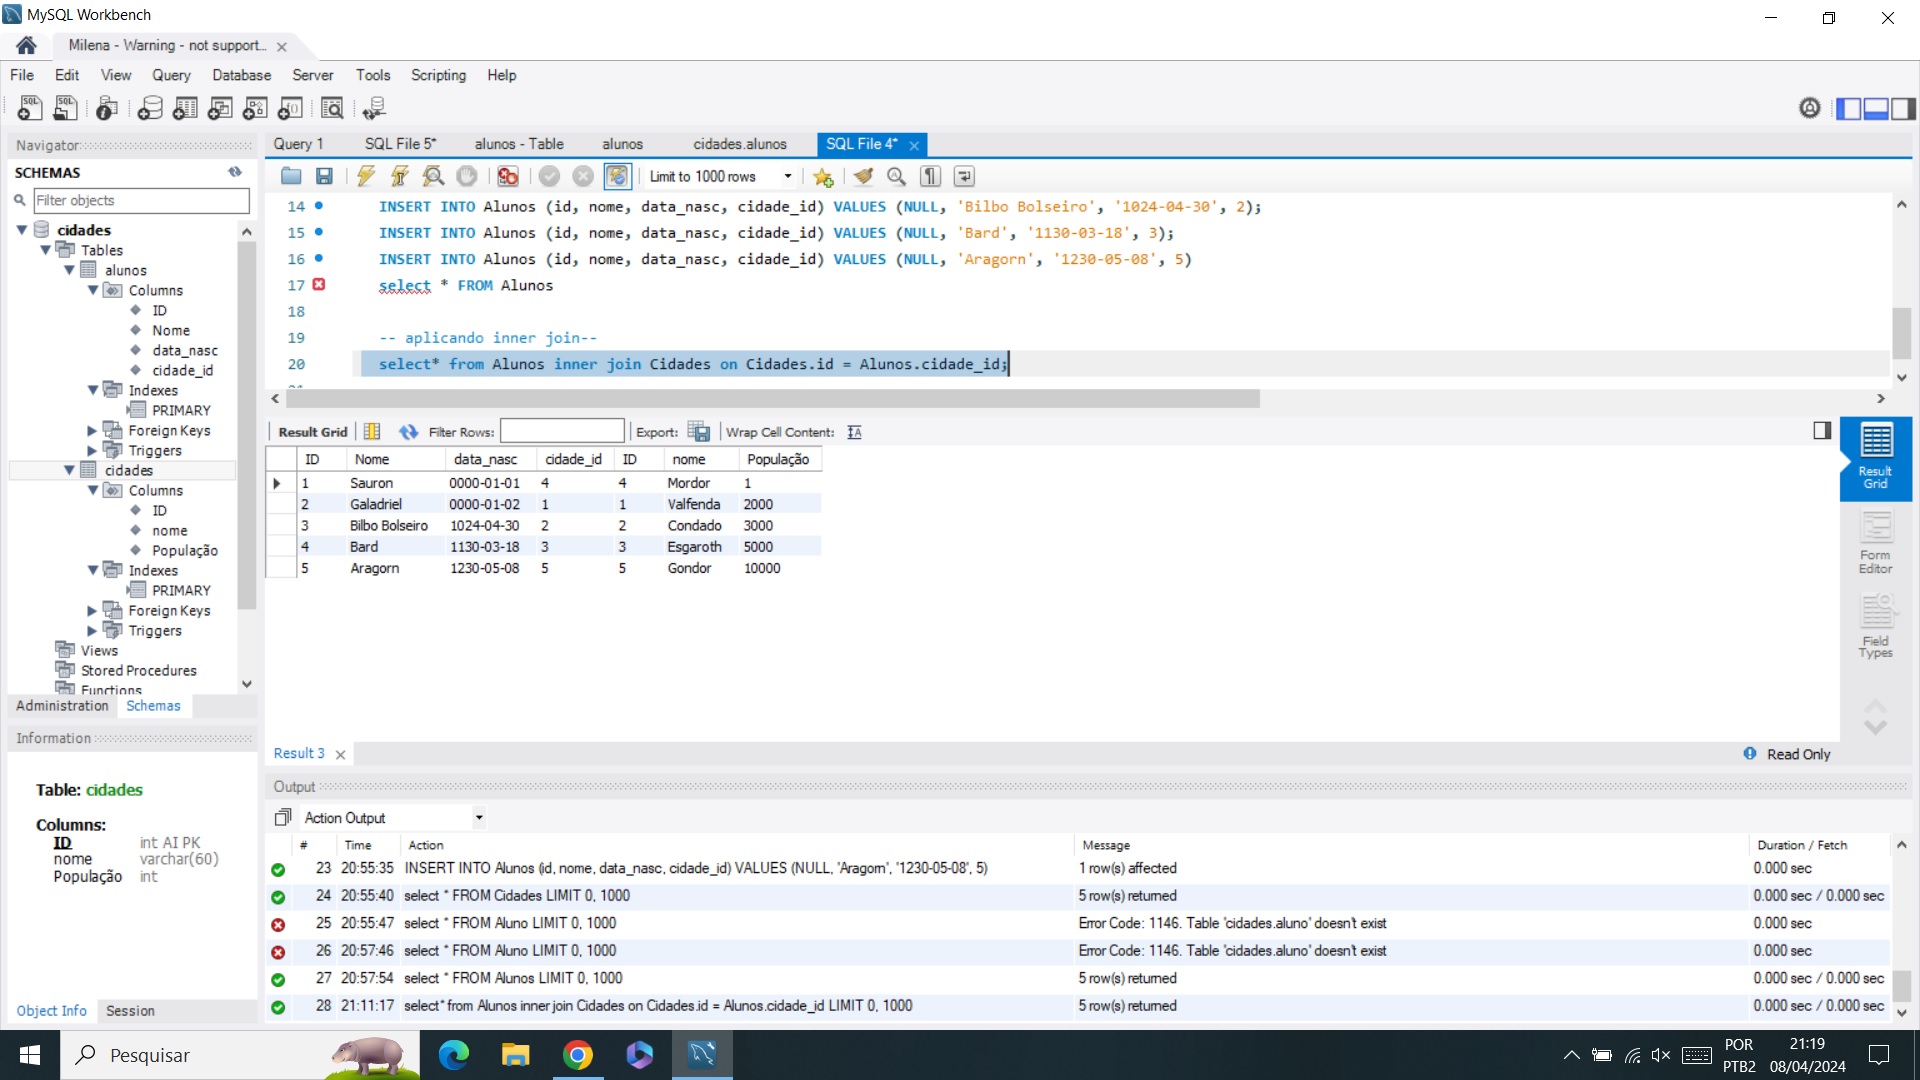 MySQL Workbench
Milena - Warning - not support...
File Edit View Query Database Server Tools Scripting Help
Navigator
SCHEMAS
Filter objects
cidades
Tables
alunos
Columns
ID
Nome
data_nasc
cidade_id
Indexes
PRIMARY
Foreign Keys
Triggers
cidades
Columns
ID
nome
População
Indexes
PRIMARY
Foreign Keys
Triggers
Views
Stored Procedures
Functions
Administration Schemas
Information
Table: cidades
Columns:
ID int AI PK
nome varchar(60)
População int
Object Info Session
Query 1 SQL File 5* alunos - Table alunos cidades.alunos SQL File 4*
Limit to 1000 rows
14 INSERT INTO Alunos (id, nome, data_nasc, cidade_id) VALUES (NULL, 'Bilbo Bolseiro', '1024-04-30', 2);
15 INSERT INTO Alunos (id, nome, data_nasc, cidade_id) VALUES (NULL, 'Bard', '1130-03-18', 3);
16 INSERT INTO Alunos (id, nome, data_nasc, cidade_id) VALUES (NULL, 'Aragorn', '1230-05-08', 5)
17 select * FROM Alunos
18
19 -- aplicando inner join--
20 select* from Alunos inner join Cidades on Cidades.id = Alunos.cidade_id;
Result Grid Filter Rows: Export: Wrap Cell Content:
ID Nome data_nasc cidade_id ID nome População
1 Sauron 0000-01-01 4 4 Mordor 1
2 Galadriel 0000-01-02 1 1 Valfenda 2000
3 Bilbo Bolseiro 1024-04-30 2 2 Condado 3000
4 Bard 1130-03-18 3 3 Esgaroth 5000
5 Aragorn 1230-05-08 5 5 Gondor 10000
Result Grid
Form Editor
Field Types
Result 3 Read Only
Output
Action Output
# Time Action Message Duration / Fetch
23 20:55:35 INSERT INTO Alunos (id, nome, data_nasc, cidade_id) VALUES (NULL, 'Aragorn', '1230-05-08', 5) 1 row(s) affected 0.000 sec
24 20:55:40 select * FROM Cidades LIMIT 0, 1000 5 row(s) returned 0.000 sec / 0.000 sec
25 20:55:47 select * FROM Aluno LIMIT 0, 1000 Error Code: 1146. Table 'cidades.aluno' doesn't exist 0.000 sec
26 20:57:46 select * FROM Aluno LIMIT 0, 1000 Error Code: 1146. Table 'cidades.aluno' doesn't exist 0.000 sec
27 20:57:54 select * FROM Alunos LIMIT 0, 1000 5 row(s) returned 0.000 sec / 0.000 sec
28 21:11:17 select* from Alunos inner join Cidades on Cidades.id = Alunos.cidade_id LIMIT 0, 1000 5 row(s) returned 0.000 sec / 0.000 sec
Pesquisar
POR 21:19
PTB2 08/04/2024